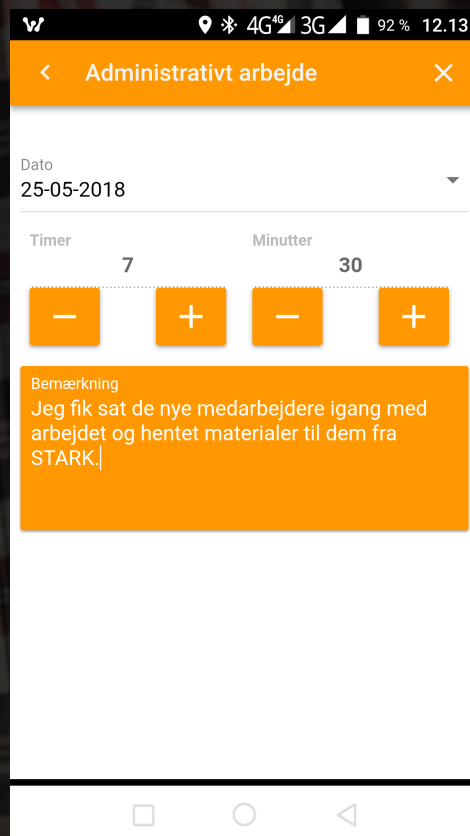 4G 4G 3G 92 % 12.13
Administrativt arbejde
Dato
25-05-2018
Timer Minutter
7 30
− + − +
Bemærkning
Jeg fik sat de nye medarbejdere igang med
arbejdet og hentet materialer til dem fra
STARK.